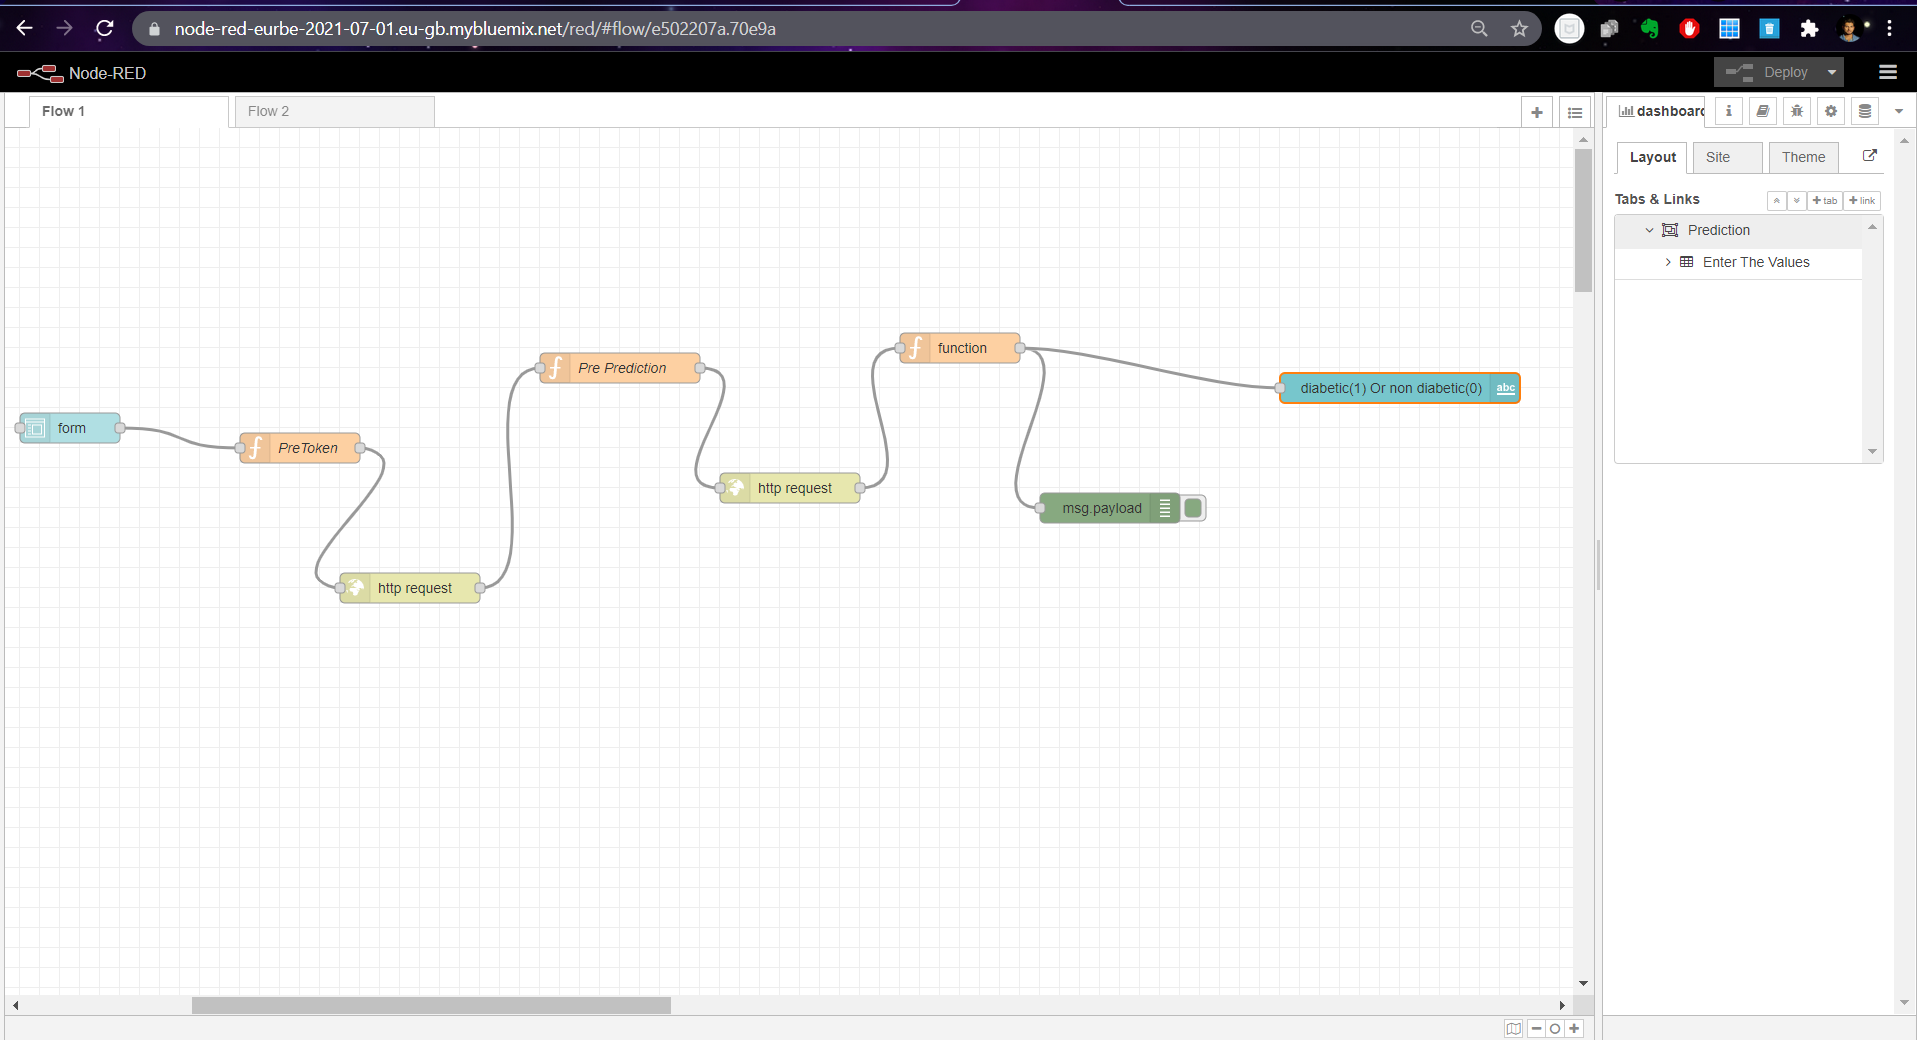 node-red-eurbe-2021-07-01.eu-gb.mybluemix.net/red/#flow/e502207a.70e9a
Node-RED
Deploy
Flow 1
Flow 2
dashboard
Layout
Site
Theme
Tabs & Links
tab
link
Prediction
Enter The Values
function
Pre Prediction
diabetic(1) Or non diabetic(0)
abc
form
PreToken
http request
msg.payload
http request